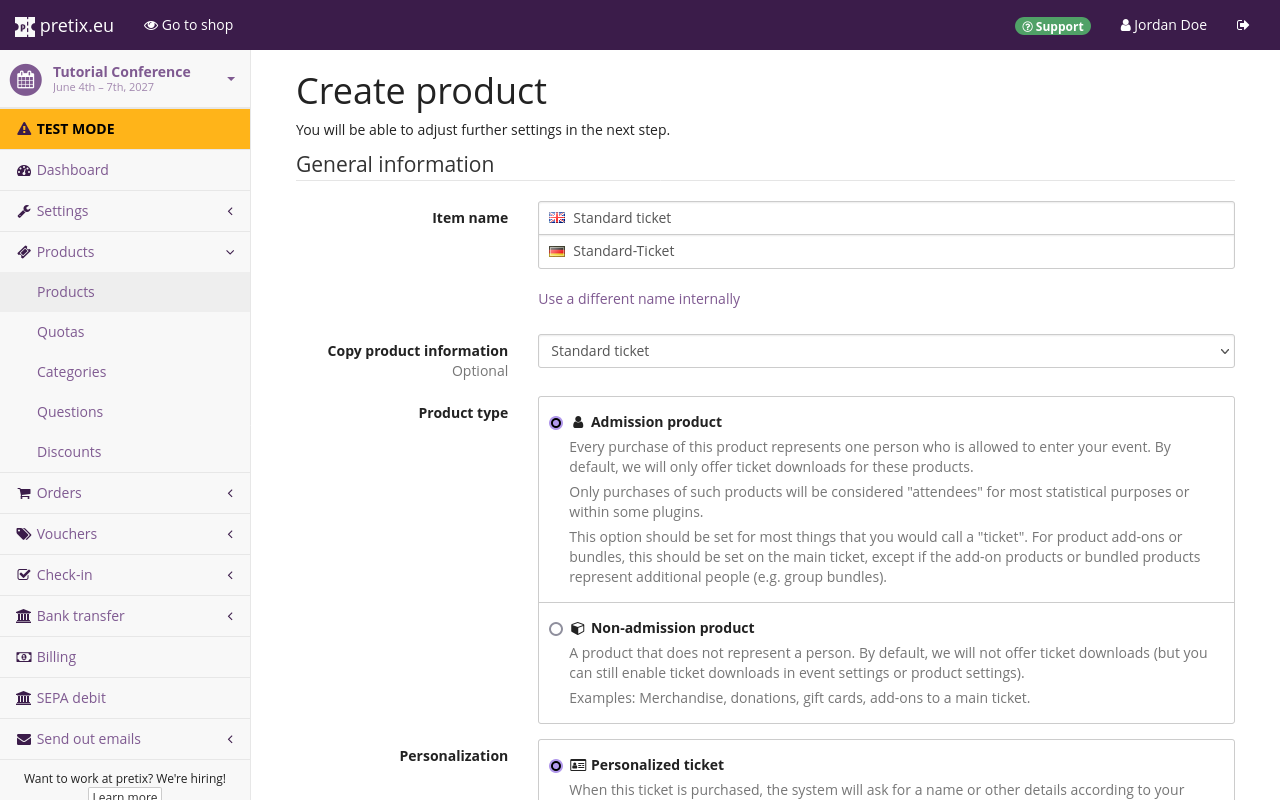 pretix.eu
Go to shop
Support
Jordan Doe
Tutorial Conference
June 4th – 7th, 2027
TEST MODE
Dashboard
Settings
Products
Products
Quotas
Categories
Questions
Discounts
Orders
Vouchers
Check-in
Bank transfer
Billing
SEPA debit
Send out emails
Want to work at pretix? We're hiring!
Learn more
Create product
You will be able to adjust further settings in the next step.
General information
Item name
Standard ticket
Standard-Ticket
Use a different name internally
Copy product information
Optional
Standard ticket
Product type
Admission product
Every purchase of this product represents one person who is allowed to enter your event. By
default, we will only offer ticket downloads for these products.
Only purchases of such products will be considered "attendees" for most statistical purposes or
within some plugins.
This option should be set for most things that you would call a "ticket". For product add-ons or
bundles, this should be set on the main ticket, except if the add-on products or bundled products
represent additional people (e.g. group bundles).
Non-admission product
A product that does not represent a person. By default, we will not offer ticket downloads (but you
can still enable ticket downloads in event settings or product settings).
Examples: Merchandise, donations, gift cards, add-ons to a main ticket.
Personalization
Personalized ticket
When this ticket is purchased, the system will ask for a name or other details according to your